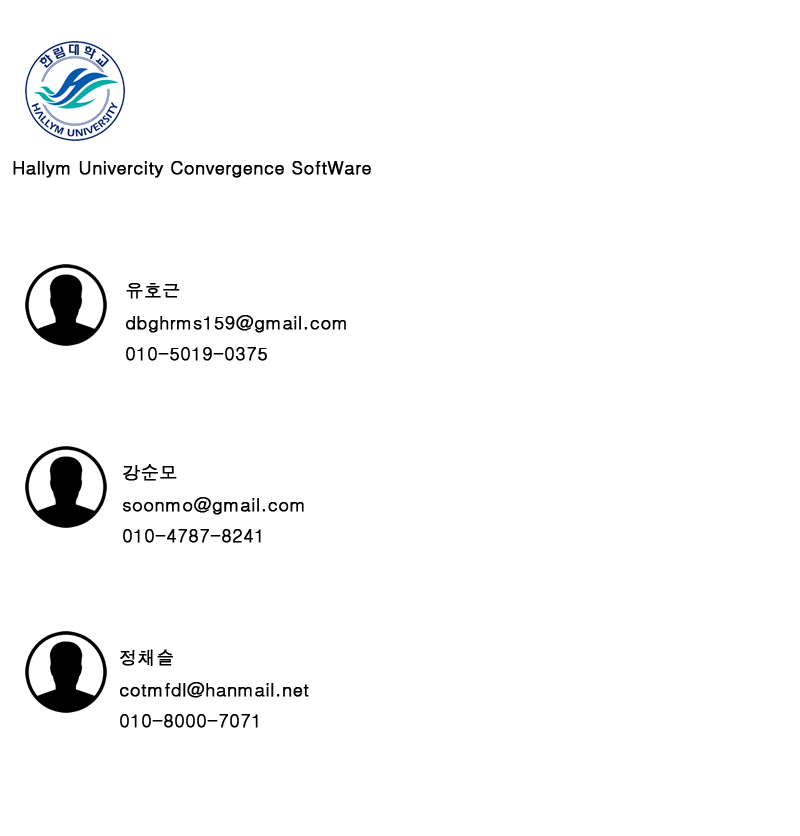 한림대학교
HALLYM UNIVERSITY
Hallym Univercity Convergence SoftWare
유호근
dbghrms159@gmail.com
010-5019-0375
강순모
soonmo@gmail.com
010-4787-8241
정채슬
cotmfdl@hanmail.net
010-8000-7071